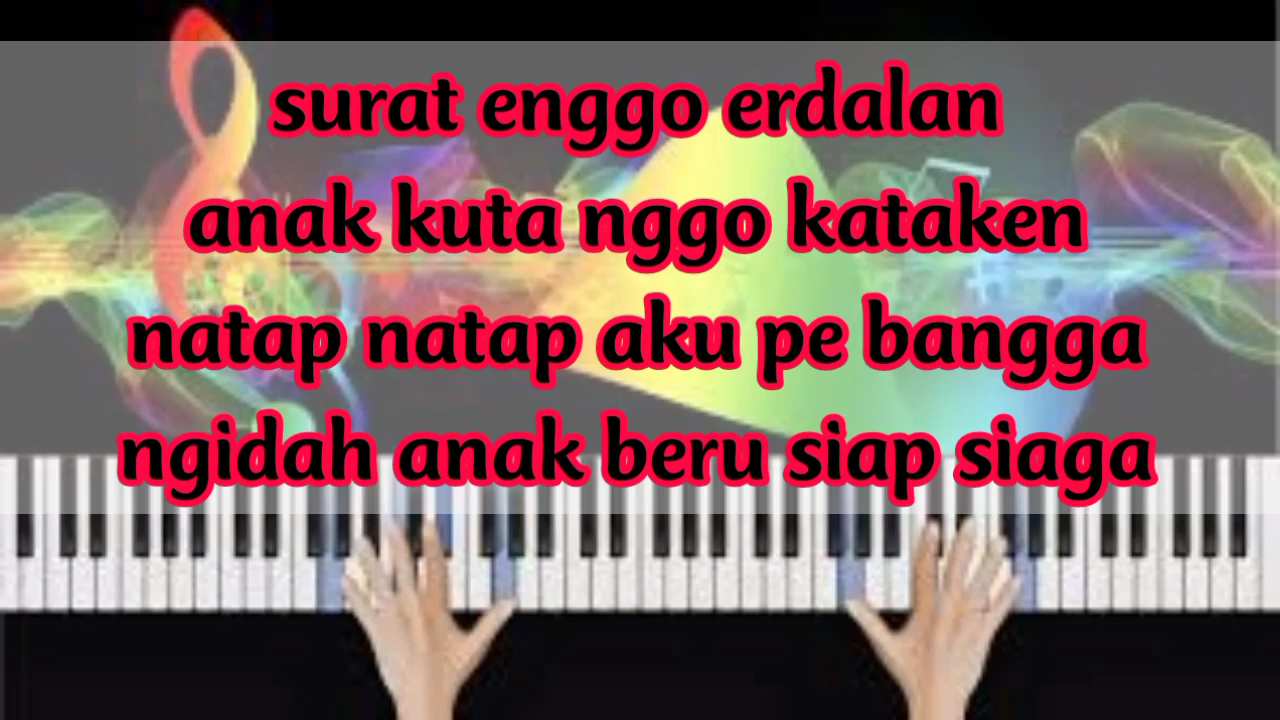 surat enggo erdalan
anak kuta nggo kataken
natap natap aku pe bangga
ngidah anak beru siap siaga